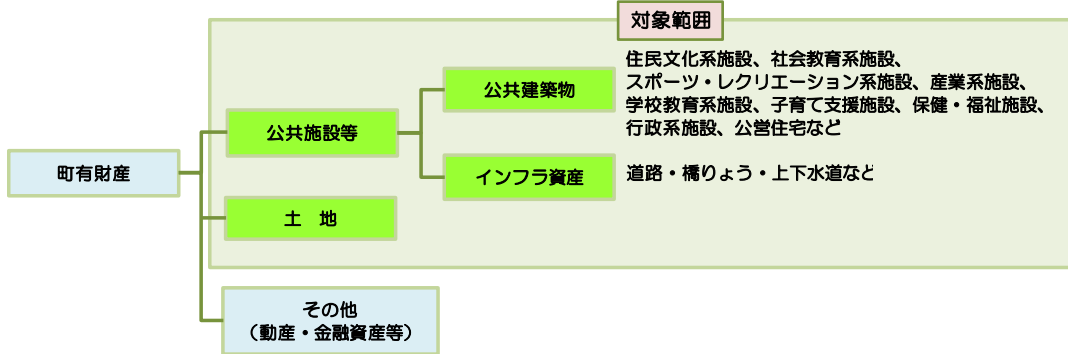 対象範囲
住民文化系施設、社会教育系施設、
スポーツ・レクリエーション系施設、産業系施設、
学校教育系施設、子育て支援施設、保健・福祉施設、
行政系施設、公営住宅など
公共建築物
公共施設等
町有財産
インフラ資産
道路・橋りょう・上下水道など
土　地
その他
（動産・金融資産等）